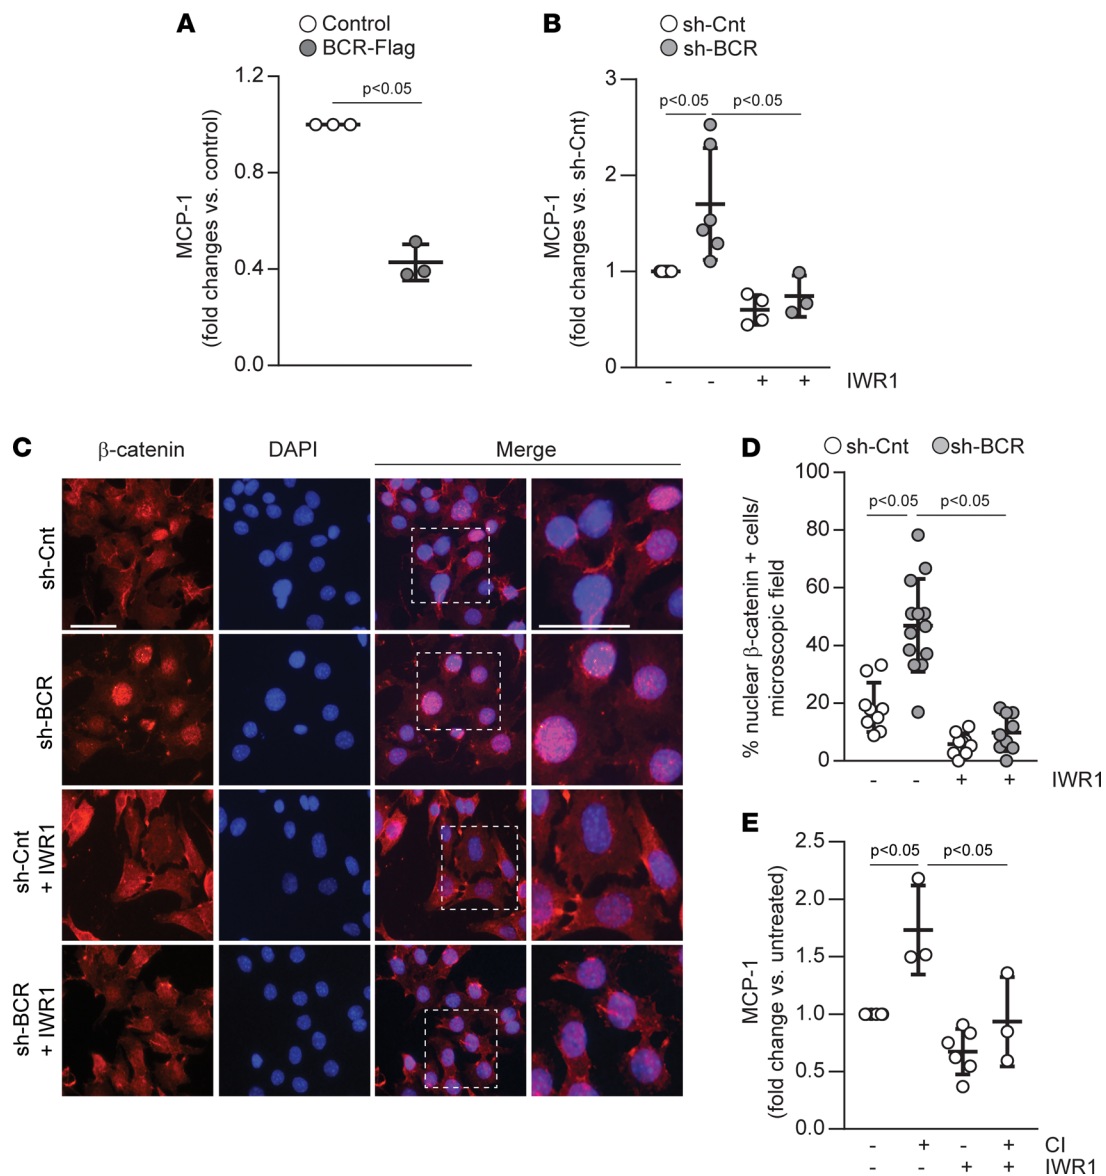 A
Control
BCR-Flag
MCP-1
(fold changes vs. control)
1.2
0.8
0.4
0.0
p<0.05
B
sh-Cnt
sh-BCR
MCP-1
(fold changes vs. sh-Cnt)
3
2
1
0
p<0.05 p<0.05
- - + + IWR1
C
β-catenin DAPI Merge
sh-Cnt
sh-BCR
sh-Cnt
+ IWR1
sh-BCR
+ IWR1
D
sh-Cnt sh-BCR
% nuclear β-catenin + cells/
microscopic field
100
80
60
40
20
0
p<0.05 p<0.05
- - + + IWR1
E
MCP-1
(fold change vs. untreated)
2.5
2.0
1.5
1.0
0.5
0.0
p<0.05 p<0.05
- + - + CI
- - + + IWR1